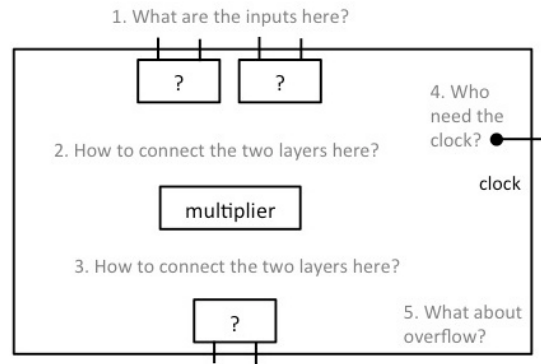 1. What are the inputs here?
? ?
4. Who
need the
clock?
2. How to connect the two layers here?
clock
multiplier
3. How to connect the two layers here?
?
5. What about
overflow?